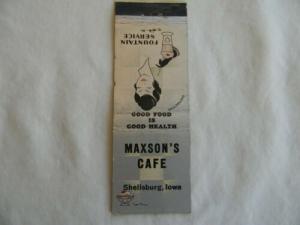 FOUNTAIN
SERVICE
GOOD FOOD
IS
GOOD HEALTH
MAXSON'S
CAFE
Shellsburg, Iowa